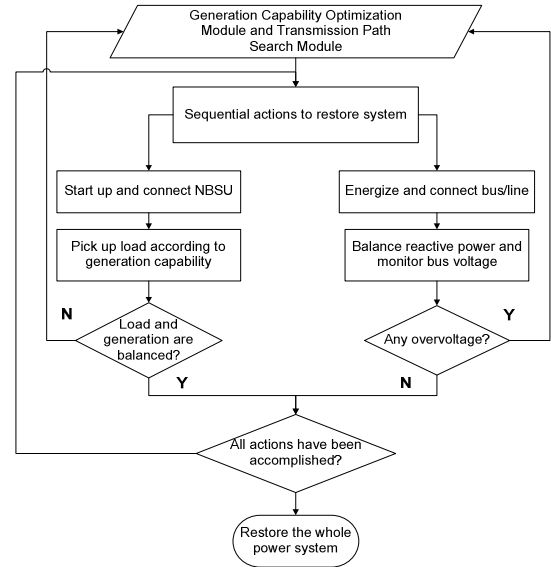 Generation Capability Optimization
Module and Transmission Path
Search Module
Sequential actions to restore system
Start up and connect NBSU
Energize and connect bus/line
Pick up load according to
generation capability
Balance reactive power and
monitor bus voltage
N
Load and
generation are
balanced?
Y
Any overvoltage?
Y
N
All actions have been
accomplished?
Restore the whole
power system